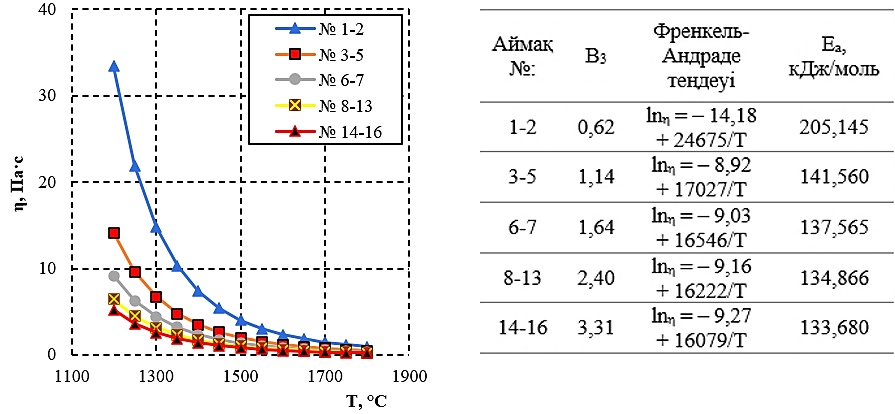 40
30
20
10
0
η, Па·с
№ 1-2
№ 3-5
№ 6-7
№ 8-13
№ 14-16
1100
1300
1500
1700
1900
T, °C
Аймақ
№:
B₃
Френкель-
Андраде
теңдеуі
Eₐ,
кДж/моль
1-2
0,62
lnη = – 14,18
+ 24675/T
205,145
3-5
1,14
lnη = – 8,92
+ 17027/T
141,560
6-7
1,64
lnη = – 9,03
+ 16546/T
137,565
8-13
2,40
lnη = – 9,16
+ 16222/T
134,866
14-16
3,31
lnη = – 9,27
+ 16079/T
133,680